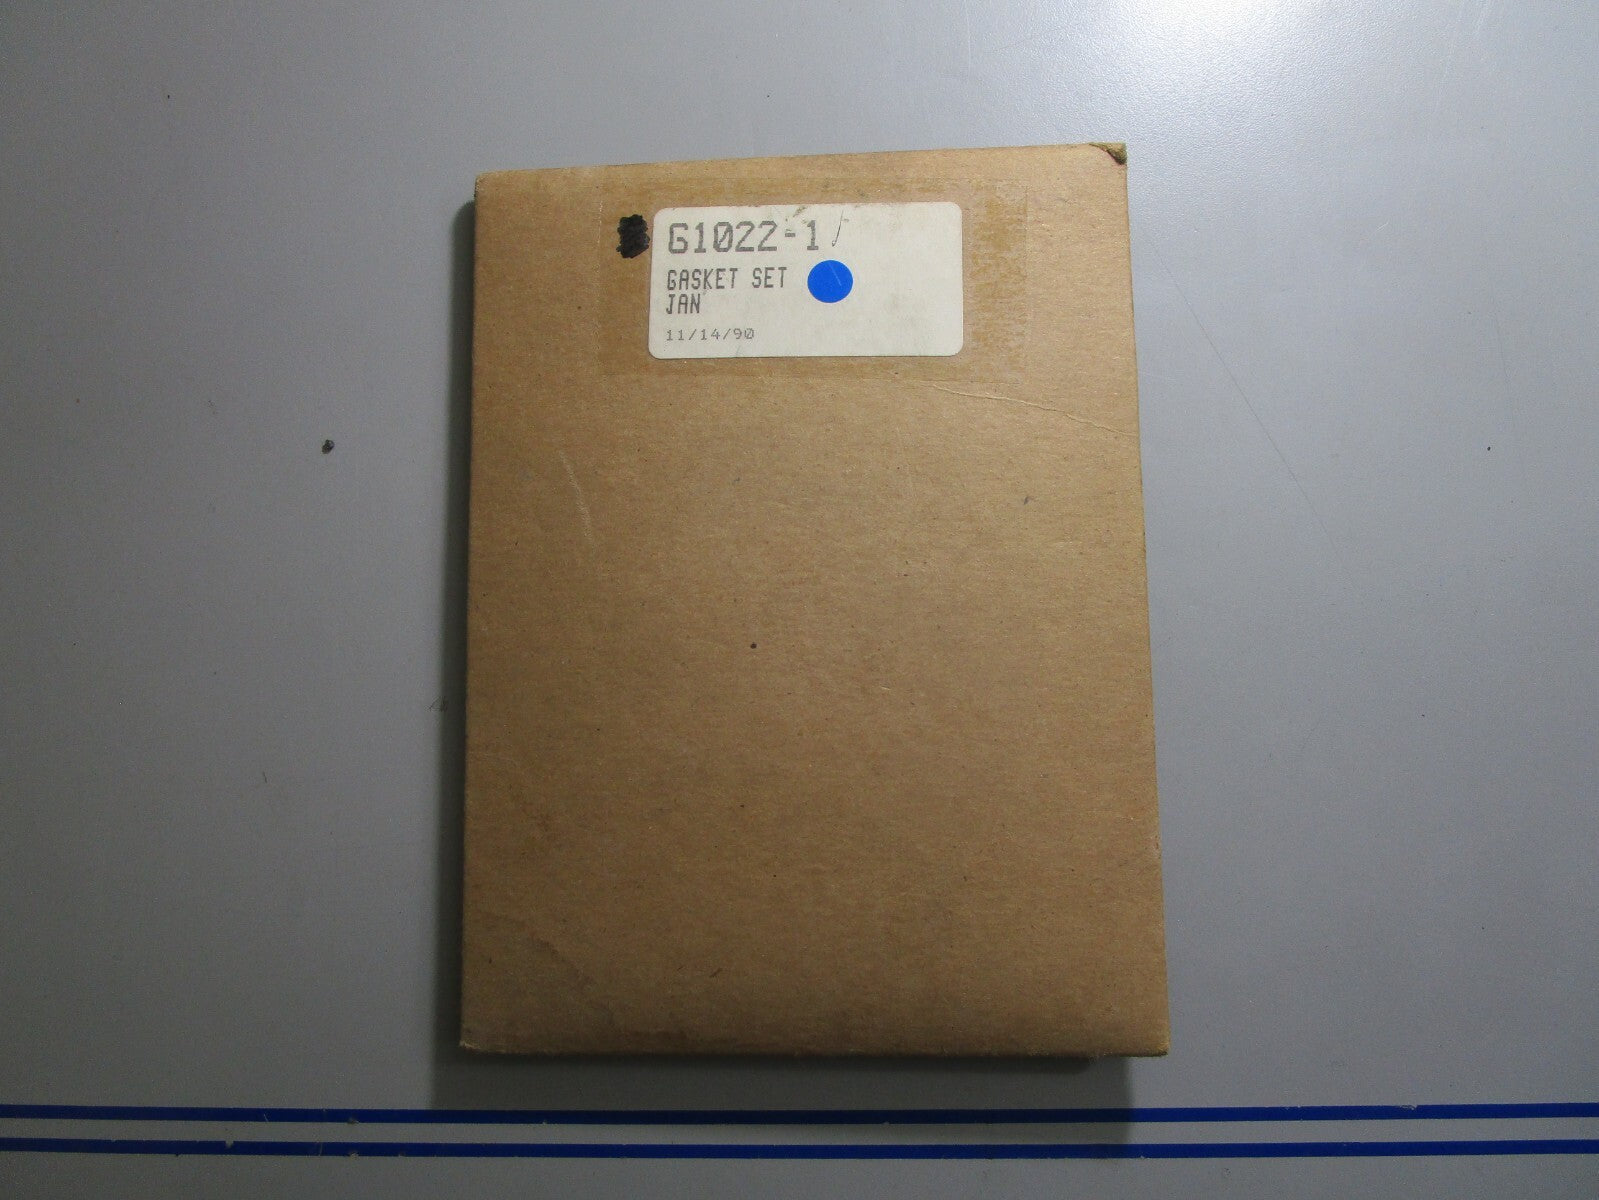 G1022-1
GASKET SET
JAN
11/14/90